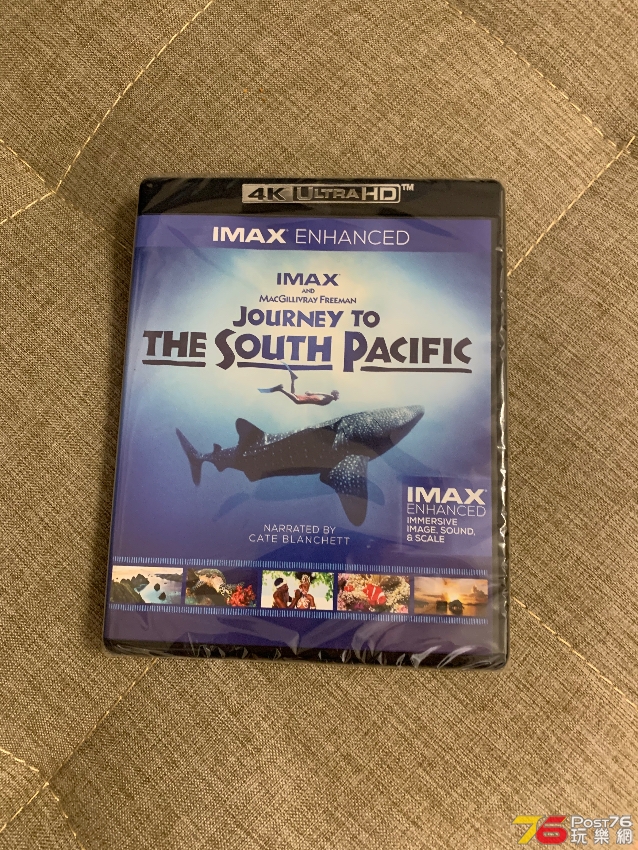 4K ULTRA HD™
IMAX® ENHANCED
IMAX®
AND
MACGILLIVRAY FREEMAN
JOURNEY TO
THE SOUTH PACIFIC
NARRATED BY
CATE BLANCHETT
IMAX®
ENHANCED
IMMERSIVE
IMAGE, SOUND,
& SCALE
76 POST76
玩樂網